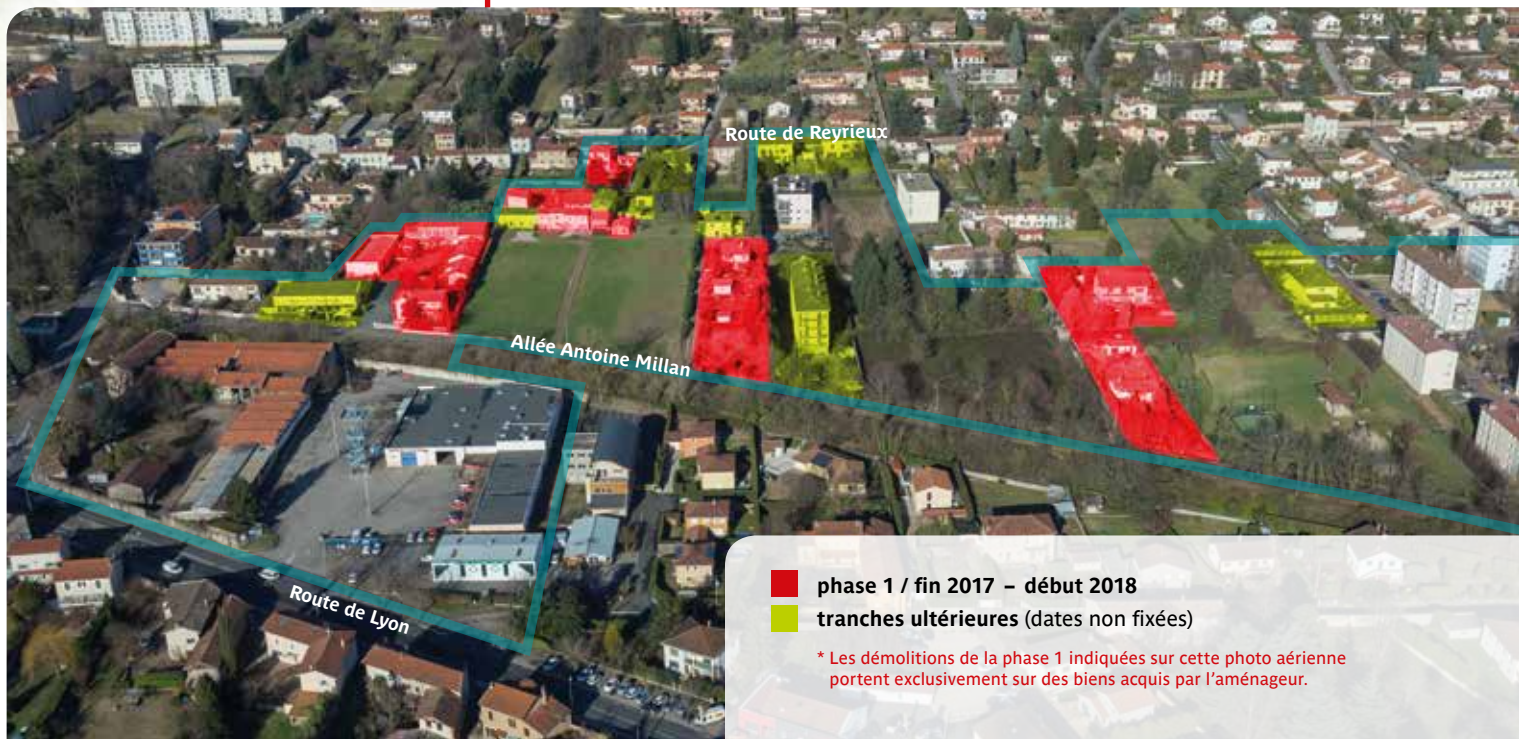 Route de Reyrieux
Allée Antoine Millan
Route de Lyon
phase 1 / fin 2017 – début 2018
tranches ultérieures (dates non fixées)
* Les démolitions de la phase 1 indiquées sur cette photo aérienne
portent exclusivement sur des biens acquis par l'aménageur.